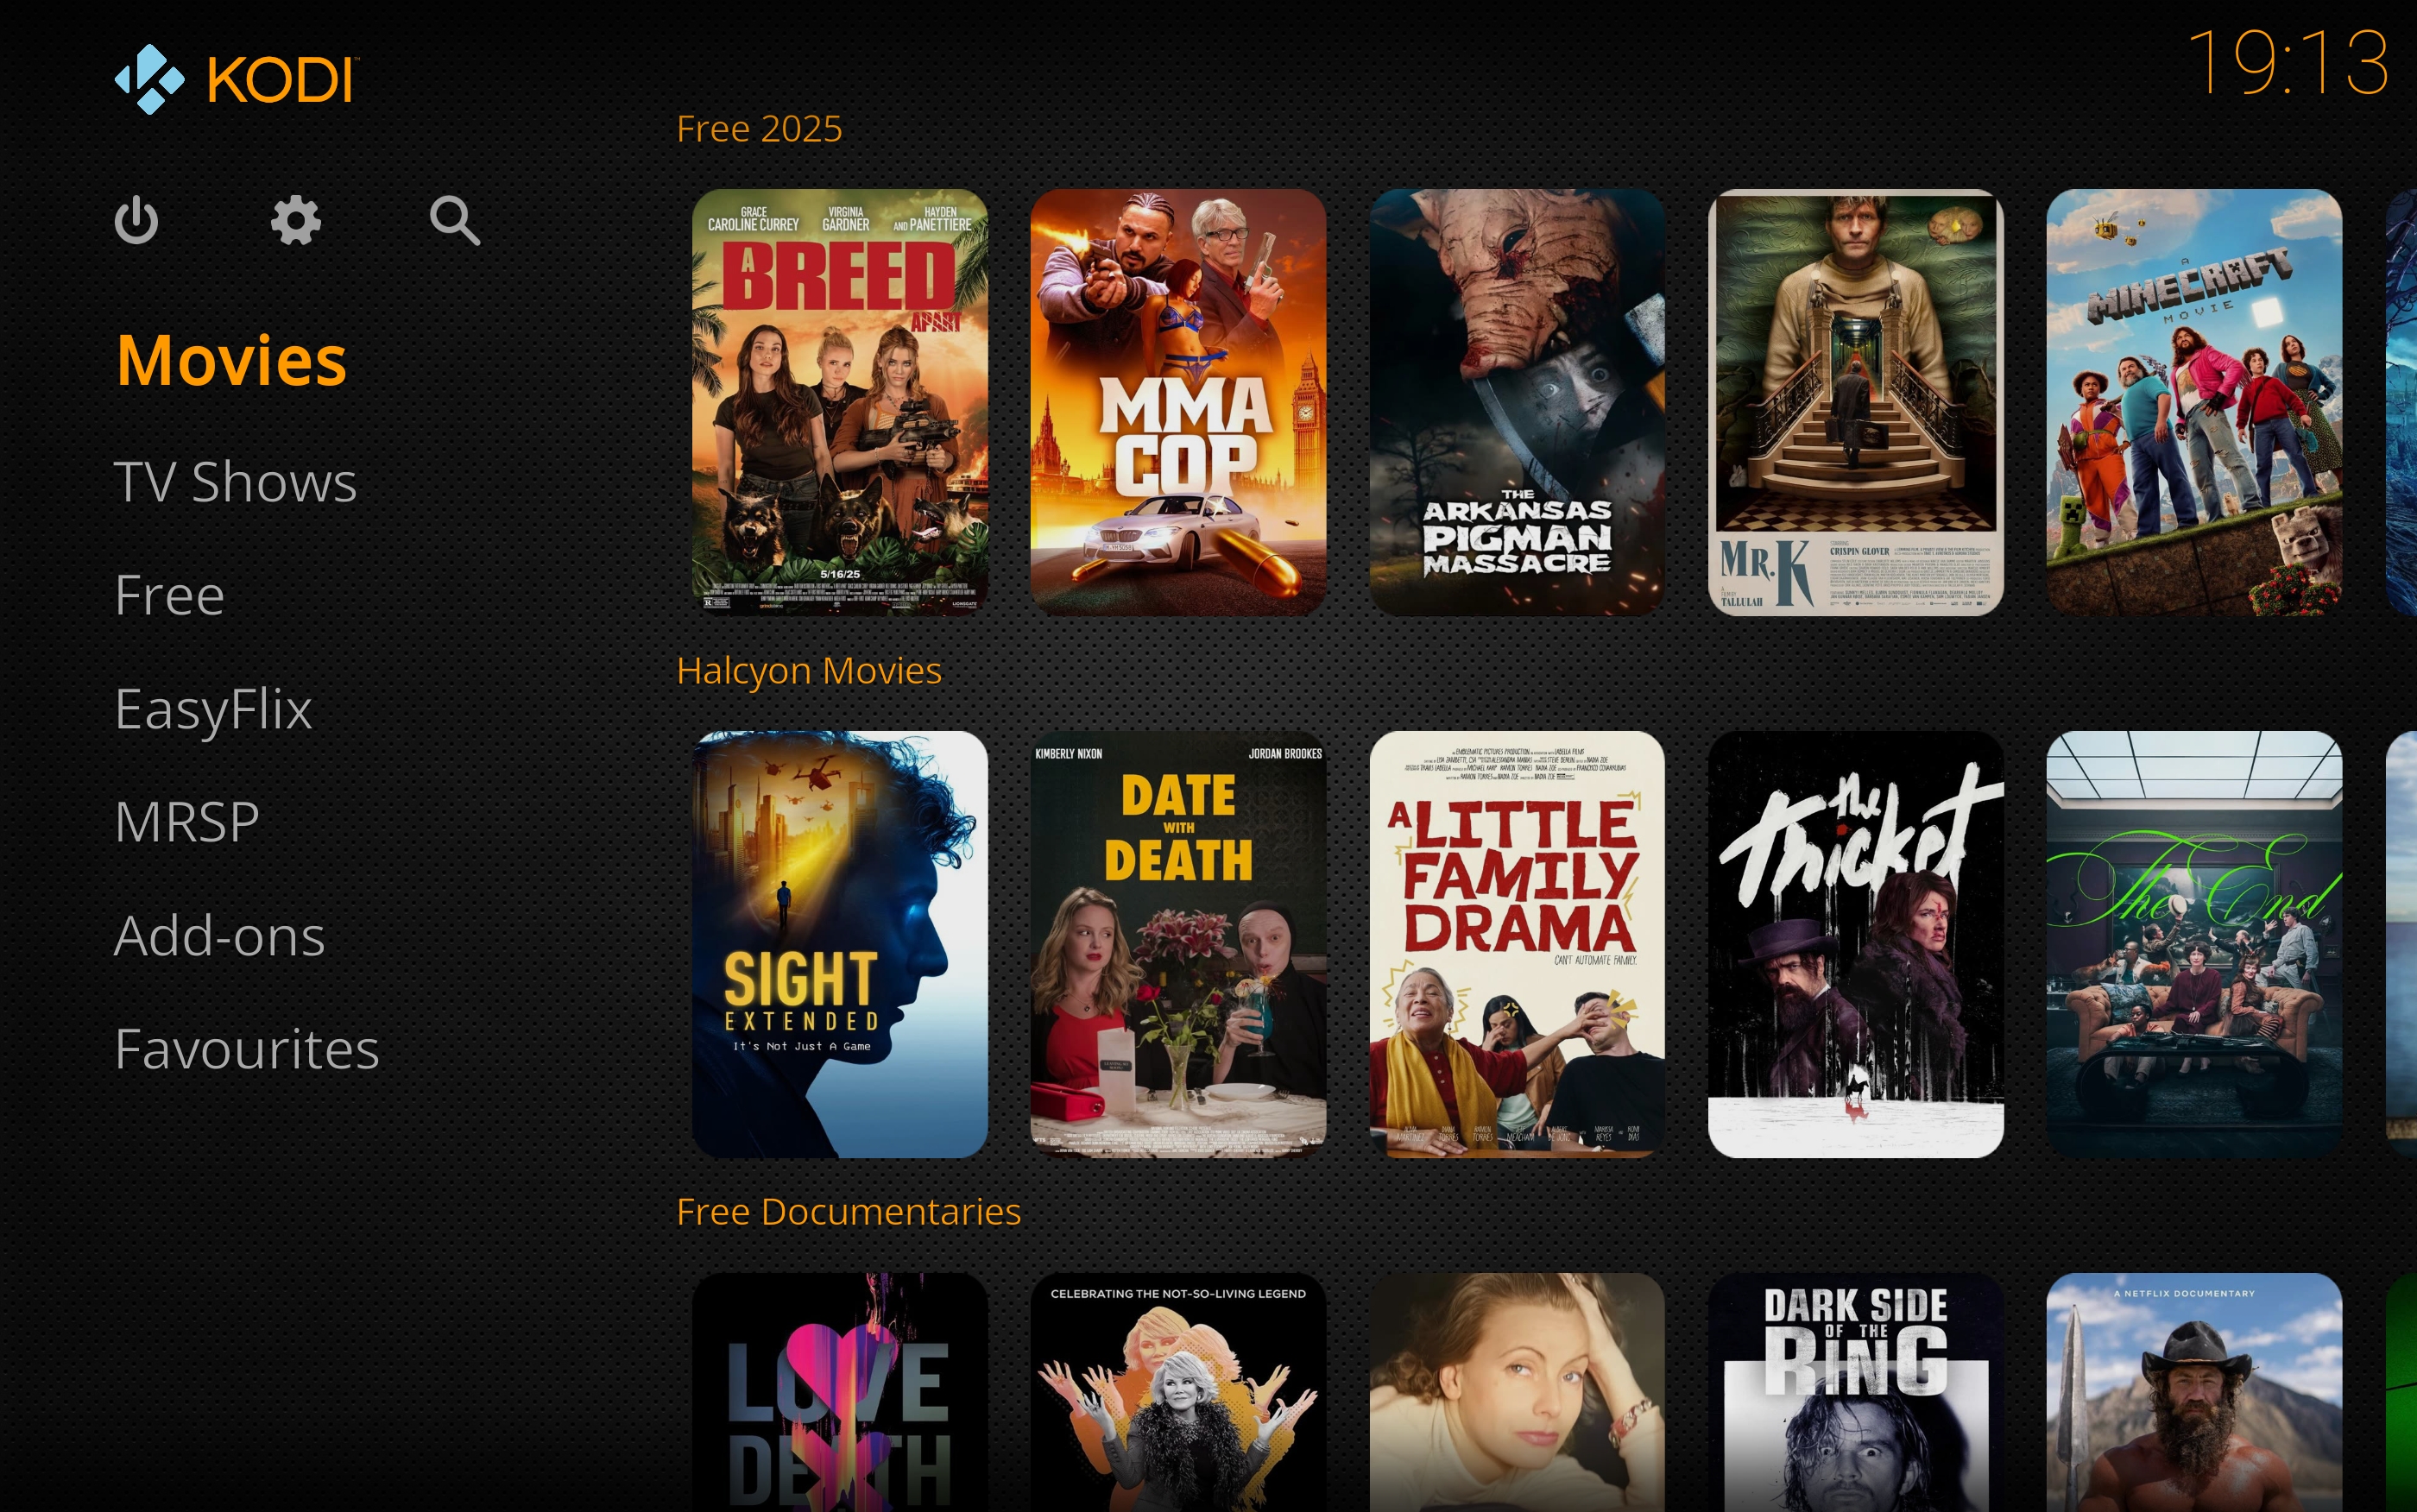 KODI
19:13
Movies
TV Shows
Free
EasyFlix
MRSP
Add-ons
Favourites
Free 2025
GRACE CAROLINE CURREY
VIRGINIA GARDNER
AND HAYDEN PANETTIERE
A BREED
APART
5/16/25
MMA
COP
THE
ARKANSAS
PIGMAN
MASSACRE
MR. K
CRISPIN GLOVER
TALLULAH
A
MINECRAFT
MOVIE
Halcyon Movies
SIGHT
EXTENDED
It's Not Just A Game
KIMBERLY NIXON
JORDAN BROOKES
DATE
WITH
DEATH
A LITTLE
FAMILY
DRAMA
CAN'T AUTOMATE FAMILY.
the
Thicket
The End
Free Documentaries
LOVE
DEATH
CELEBRATING THE NOT-SO-LIVING LEGEND
DARK SIDE
OF THE
RING
A NETFLIX DOCUMENTARY